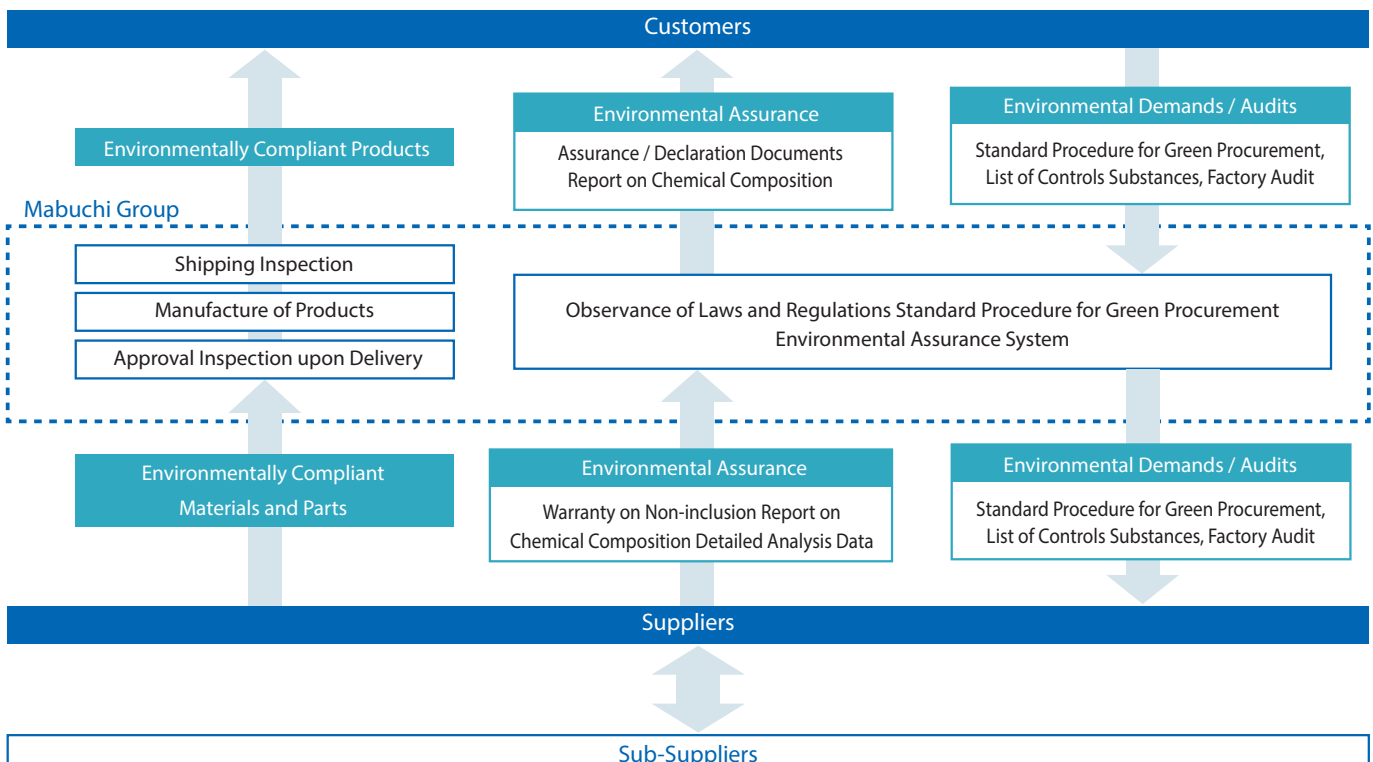 Customers
Environmentally Compliant Products
Environmental Assurance
Assurance / Declaration Documents
Report on Chemical Composition
Environmental Demands / Audits
Standard Procedure for Green Procurement,
List of Controls Substances, Factory Audit
Mabuchi Group
Shipping Inspection
Manufacture of Products
Approval Inspection upon Delivery
Observance of Laws and Regulations Standard Procedure for Green Procurement
Environmental Assurance System
Environmentally Compliant
Materials and Parts
Environmental Assurance
Warranty on Non-inclusion Report on
Chemical Composition Detailed Analysis Data
Environmental Demands / Audits
Standard Procedure for Green Procurement,
List of Controls Substances, Factory Audit
Suppliers
Sub-Suppliers